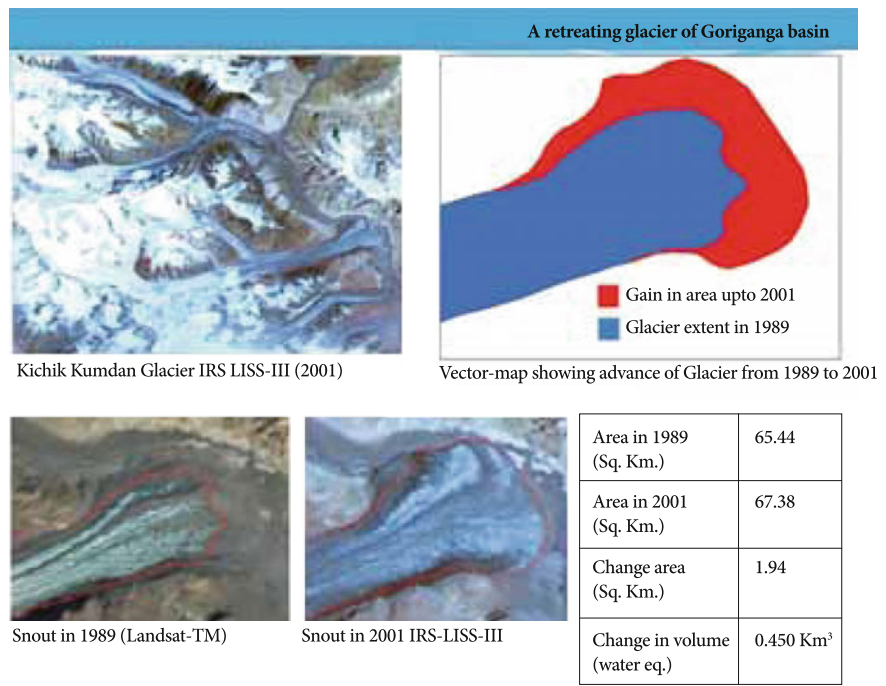 A retreating glacier of Goriganga basin
Gain in area upto 2001
Glacier extent in 1989
Kichik Kumdan Glacier IRS LISS-III (2001)
Vector-map showing advance of Glacier from 1989 to 2001
Area in 1989
(Sq. Km.)
65.44
Area in 2001
(Sq. Km.)
67.38
Change area
(Sq. Km.)
1.94
Change in volume
(water eq.)
0.450 Km³
Snout in 1989 (Landsat-TM)
Snout in 2001 IRS-LISS-III